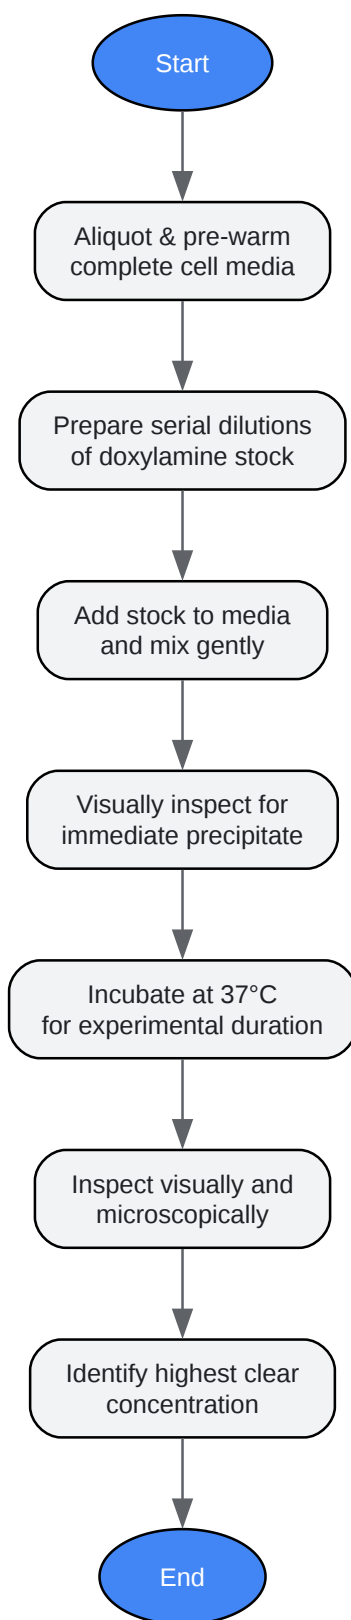 Start
Aliquot & pre-warm
complete cell media
Prepare serial dilutions
of doxylamine stock
Add stock to media
and mix gently
Visually inspect for
immediate precipitate
Incubate at 37°C
for experimental duration
Inspect visually and
microscopically
Identify highest clear
concentration
End